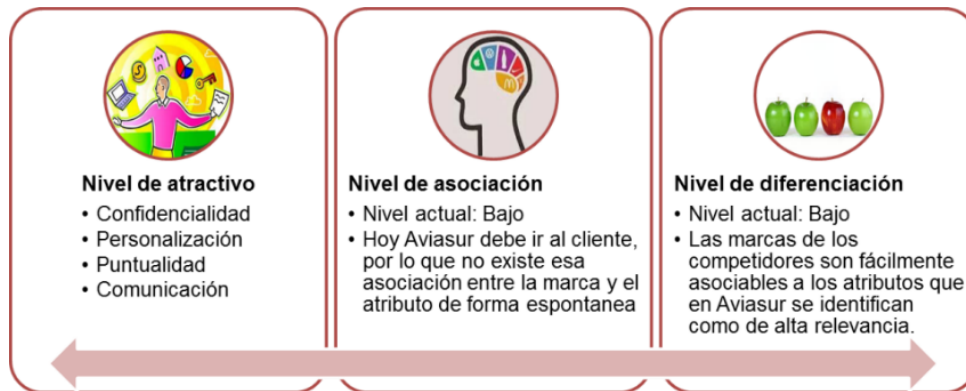 Nivel de atractivo
• Confidencialidad
• Personalización
• Puntualidad
• Comunicación
Nivel de asociación
• Nivel actual: Bajo
• Hoy Aviasur debe ir al cliente,
por lo que no existe esa
asociación entre la marca y el
atributo de forma espontanea
Nivel de diferenciación
• Nivel actual: Bajo
• Las marcas de los
competidores son fácilmente
asociables a los atributos que
en Aviasur se identifican
como de alta relevancia.